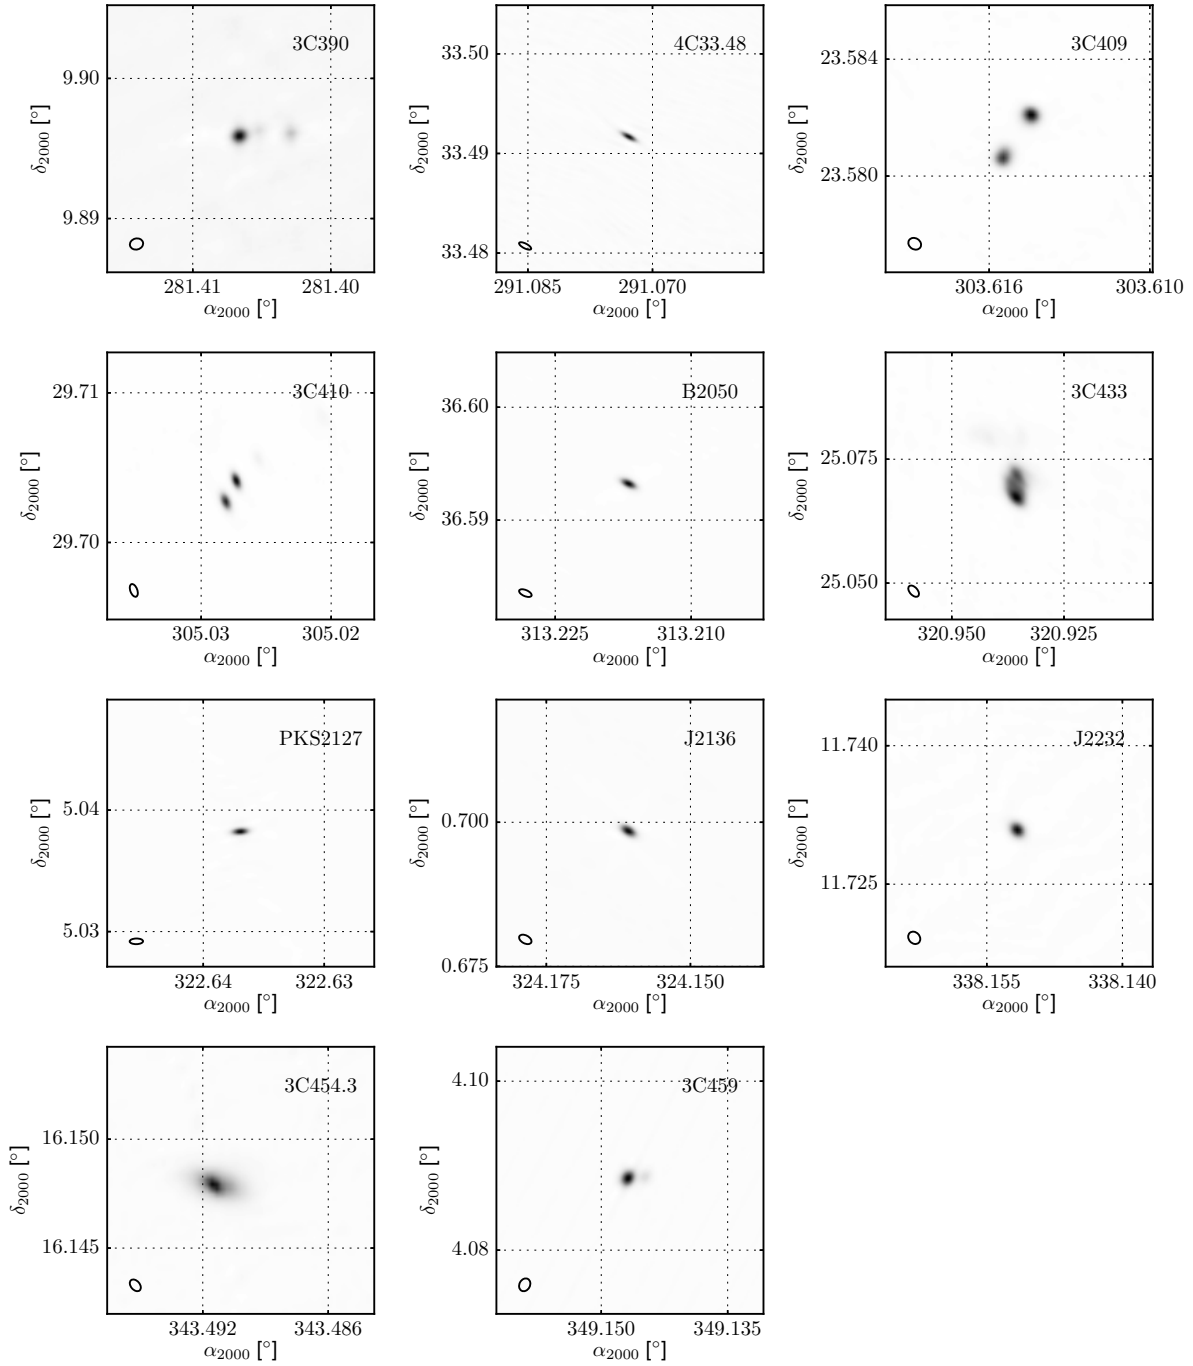 3C390
9.90
9.89
δ2000 [°]
281.41 281.40
α2000 [°]
4C33.48
33.50
33.49
33.48
δ2000 [°]
291.085 291.070
α2000 [°]
3C409
23.584
23.580
δ2000 [°]
303.616 303.610
α2000 [°]
3C410
29.71
29.70
δ2000 [°]
305.03 305.02
α2000 [°]
B2050
36.60
36.59
δ2000 [°]
313.225 313.210
α2000 [°]
3C433
25.075
25.050
δ2000 [°]
320.950 320.925
α2000 [°]
PKS2127
5.04
5.03
δ2000 [°]
322.64 322.63
α2000 [°]
J2136
0.700
0.675
δ2000 [°]
324.175 324.150
α2000 [°]
J2232
11.740
11.725
δ2000 [°]
338.155 338.140
α2000 [°]
3C454.3
16.150
16.145
δ2000 [°]
343.492 343.486
α2000 [°]
3C459
4.10
4.08
δ2000 [°]
349.150 349.135
α2000 [°]